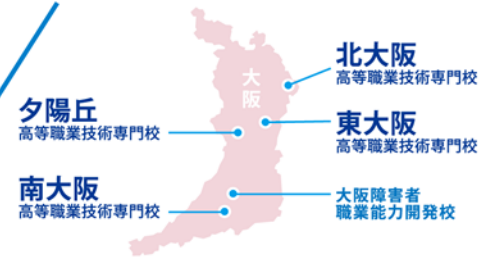 大阪
北大阪
高等職業技術専門校
夕陽丘
高等職業技術専門校
東大阪
高等職業技術専門校
南大阪
高等職業技術専門校
大阪障害者
職業能力開発校